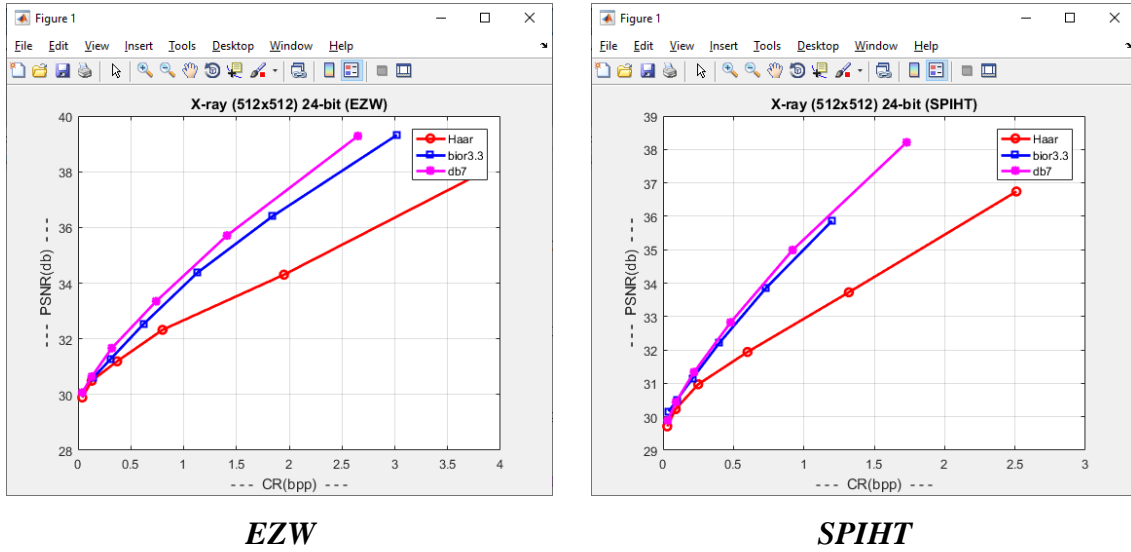 Figure 1
File Edit View Insert Tools Desktop Window Help
X-ray (512x512) 24-bit (EZW)
40
38
36
34
32
30
28
--- PSNR(db) ---
Haar
bior3.3
db7
0 0.5 1 1.5 2 2.5 3 3.5 4
--- CR(bpp) ---
EZW
Figure 1
File Edit View Insert Tools Desktop Window Help
X-ray (512x512) 24-bit (SPIHT)
39
38
37
36
35
34
33
32
31
30
29
--- PSNR(db) ---
Haar
bior3.3
db7
0 0.5 1 1.5 2 2.5 3
--- CR(bpp) ---
SPIHT